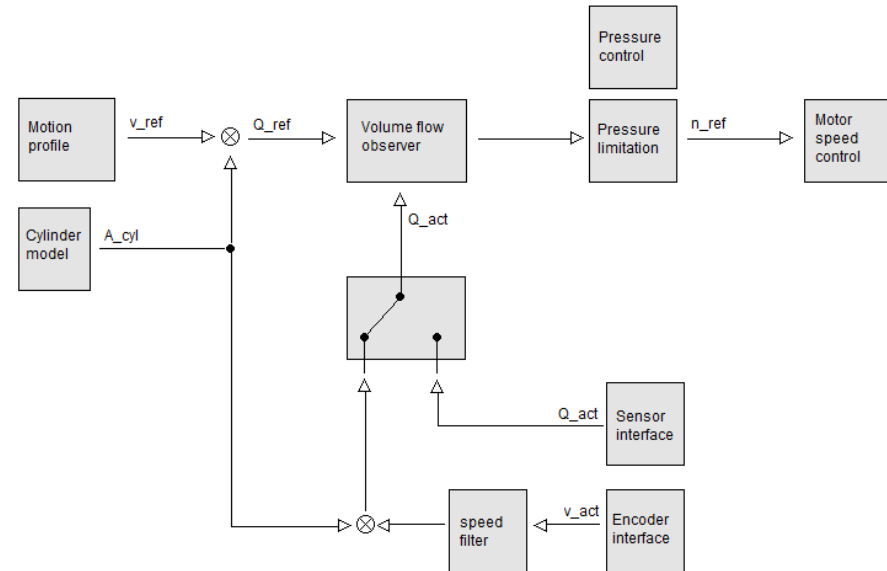 Pressure
control
Motion
profile
v_ref
Q_ref
Volume flow
observer
Pressure
limitation
n_ref
Motor
speed
control
Cylinder
model
A_cyl
Q_act
Q_act
Sensor
interface
speed
filter
v_act
Encoder
interface